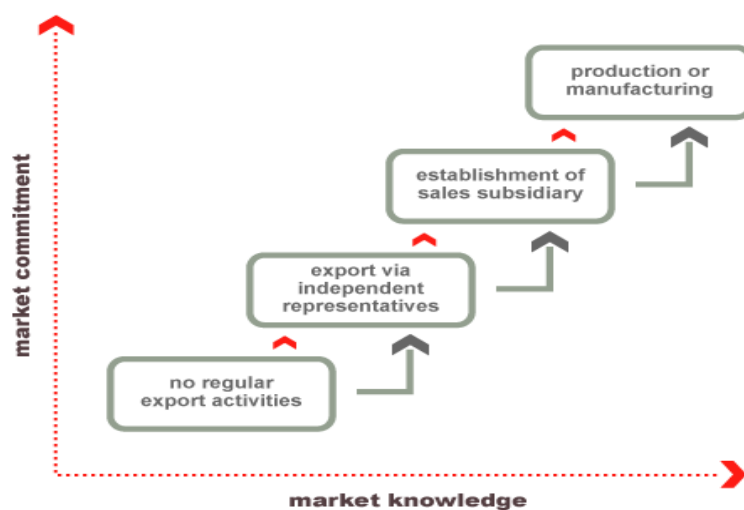 production or
manufacturing
establishment of
sales subsidiary
export via
independent
representatives
no regular
export activities
market commitment
market knowledge